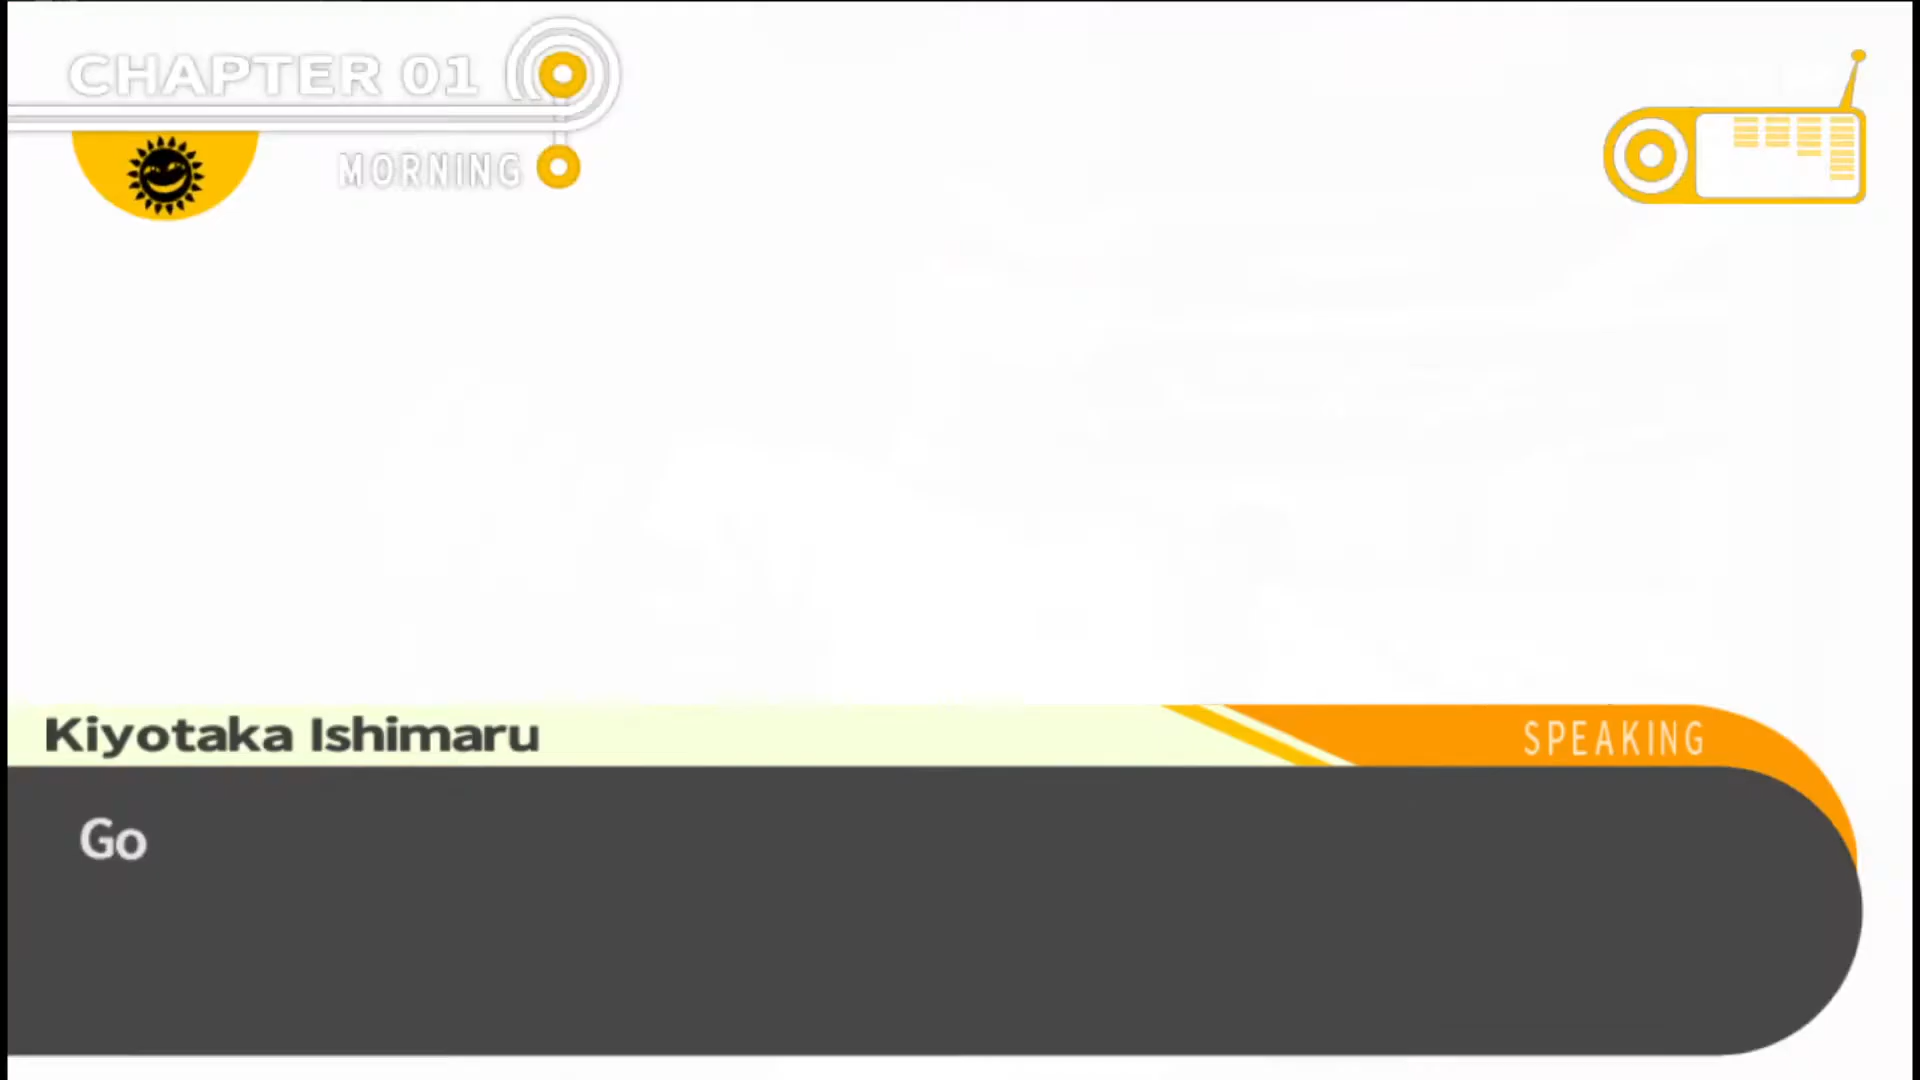 CHAPTER 01
MORNING
Kiyotaka Ishimaru
SPEAKING
Go